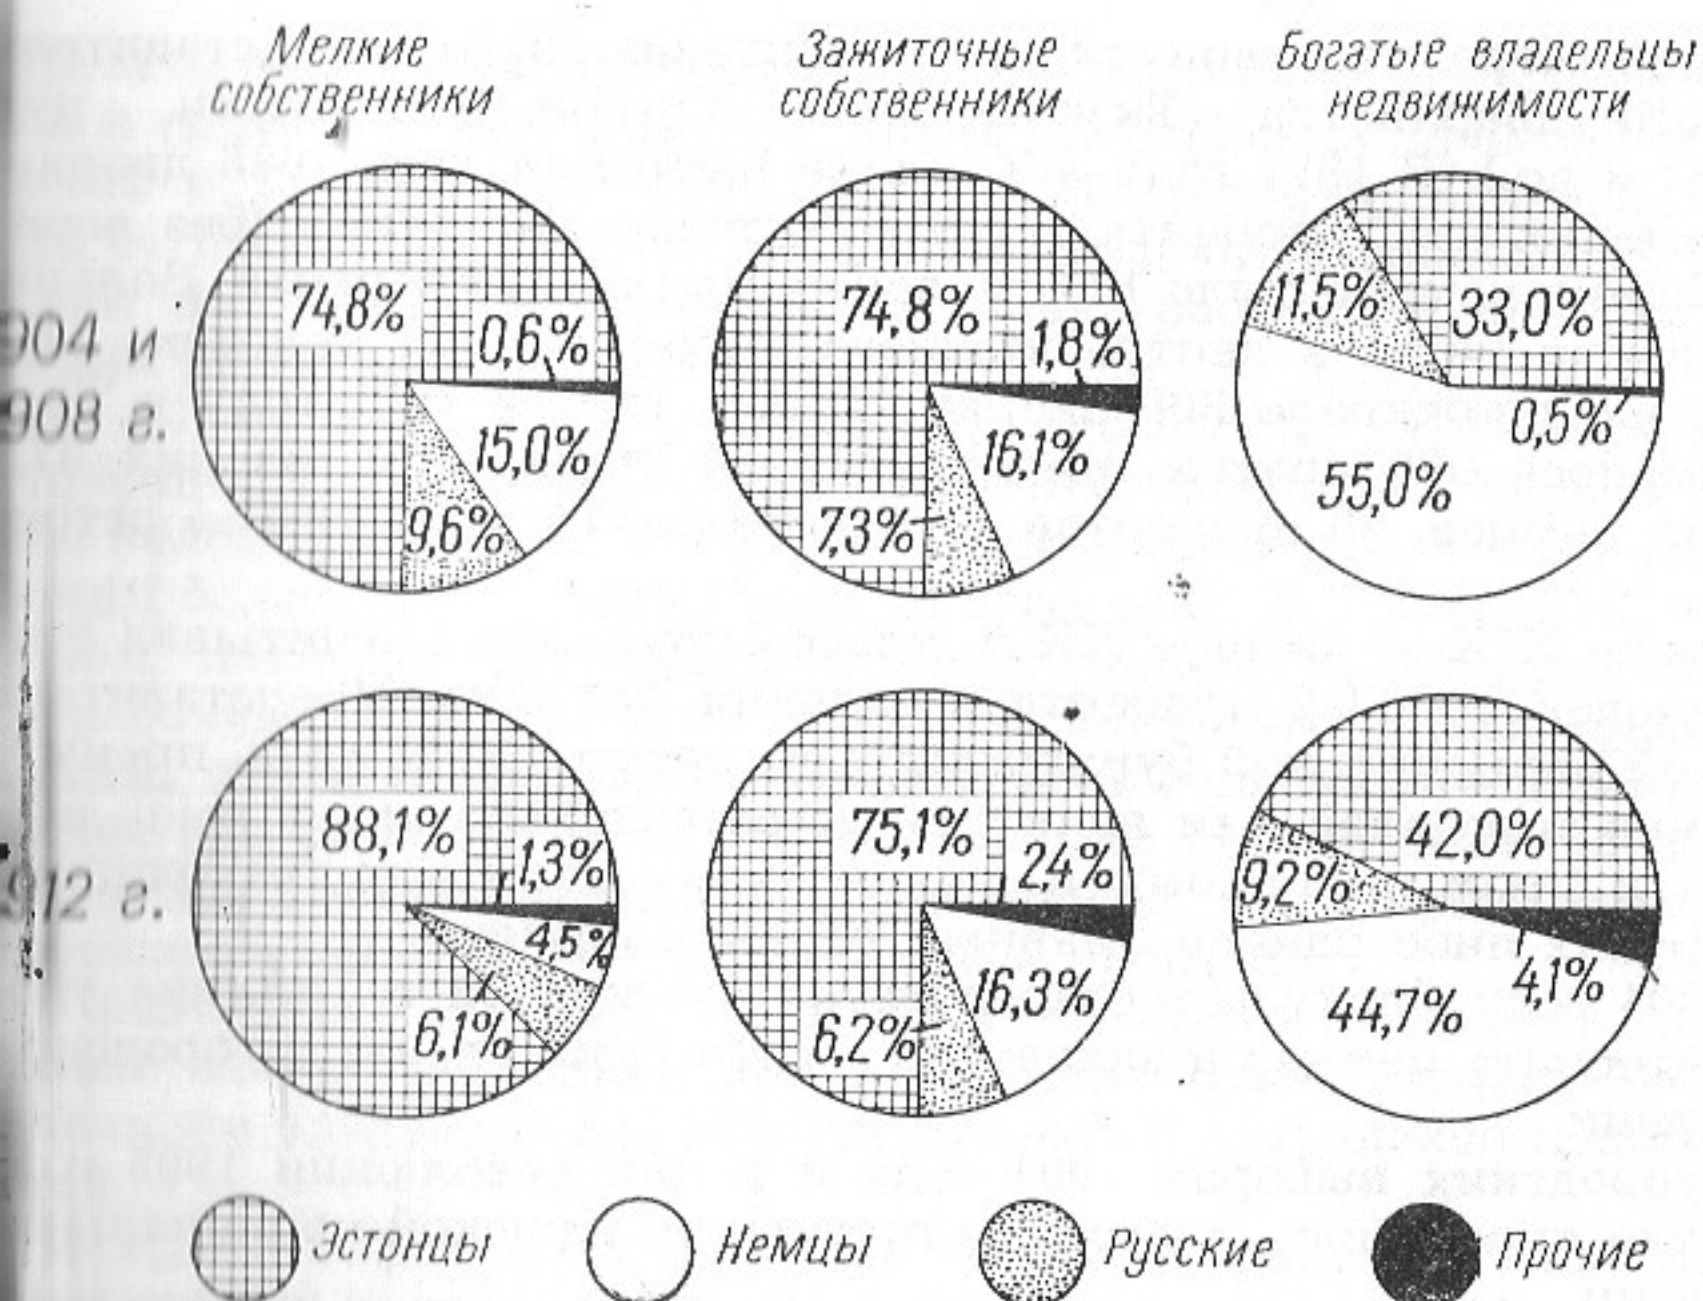 Мелкие
собственники
Зажиточные
собственники
Богатые владельцы
недвижимости
904 и
908 г.
74,8%
0,6%
15,0%
9,6%
74,8%
1,8%
16,1%
7,3%
11,5%
33,0%
0,5%
55,0%
912 г.
88,1%
1,3%
4,5%
6,1%
75,1%
2,4%
16,3%
6,2%
42,0%
9,2%
4,1%
44,7%
Эстонцы
Немцы
Русские
Прочие